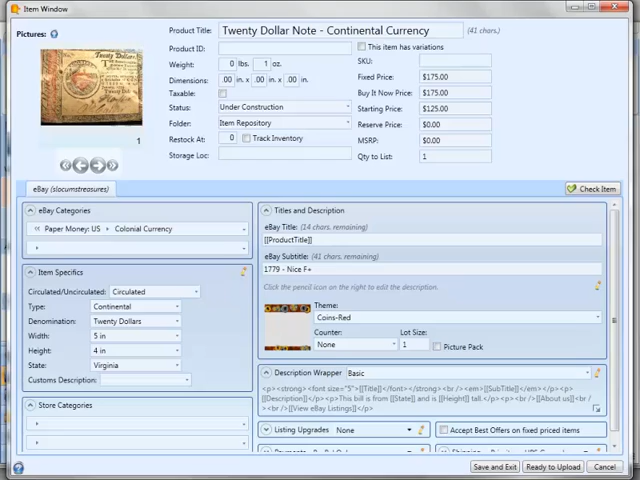 Item Window
Pictures:
Twenty Dollars
1
Product Title: Twenty Dollar Note - Continental Currency (41 chars.)
Product ID:
This item has variations
Weight: 0 lbs. 1 oz.
SKU:
Dimensions: .00 in. x .00 in. x .00 in.
Fixed Price: $175.00
Taxable:
Buy It Now Price: $175.00
Status: Under Construction
Starting Price: $125.00
Folder: Item Repository
Reserve Price: $0.00
Restock At: 0 Track Inventory
MSRP: $0.00
Storage Loc:
Qty to List: 1
eBay (slocumstreasures)
Check Item
eBay Categories
Paper Money: US Colonial Currency
Item Specifics
Circulated/Uncirculated: Circulated
Type: Continental
Denomination: Twenty Dollars
Width: 5 in
Height: 4 in
State: Virginia
Customs Description:
Store Categories
Titles and Description
eBay Title: (14 chars. remaining)
[[ProductTitle]]
eBay Subtitle: (41 chars. remaining)
1779 - Nice F+
Click the pencil icon on the right to edit the description.
Theme:
Coins-Red
Counter: Lot Size:
None 1 Picture Pack
Description Wrapper Basic
<p><strong><font size="5">[[Title]]</font></strong><br /><em>[[SubTitle]]</em></p><p>
[[Description]]</p><p>This bill is from [[State]] and is [[Height]] tall.</p><p><br />[[About us]]<br /><
br />[[View eBay Listings]]</p>
Listing Upgrades None
Accept Best Offers on fixed priced items
Save and Exit Ready to Upload Cancel